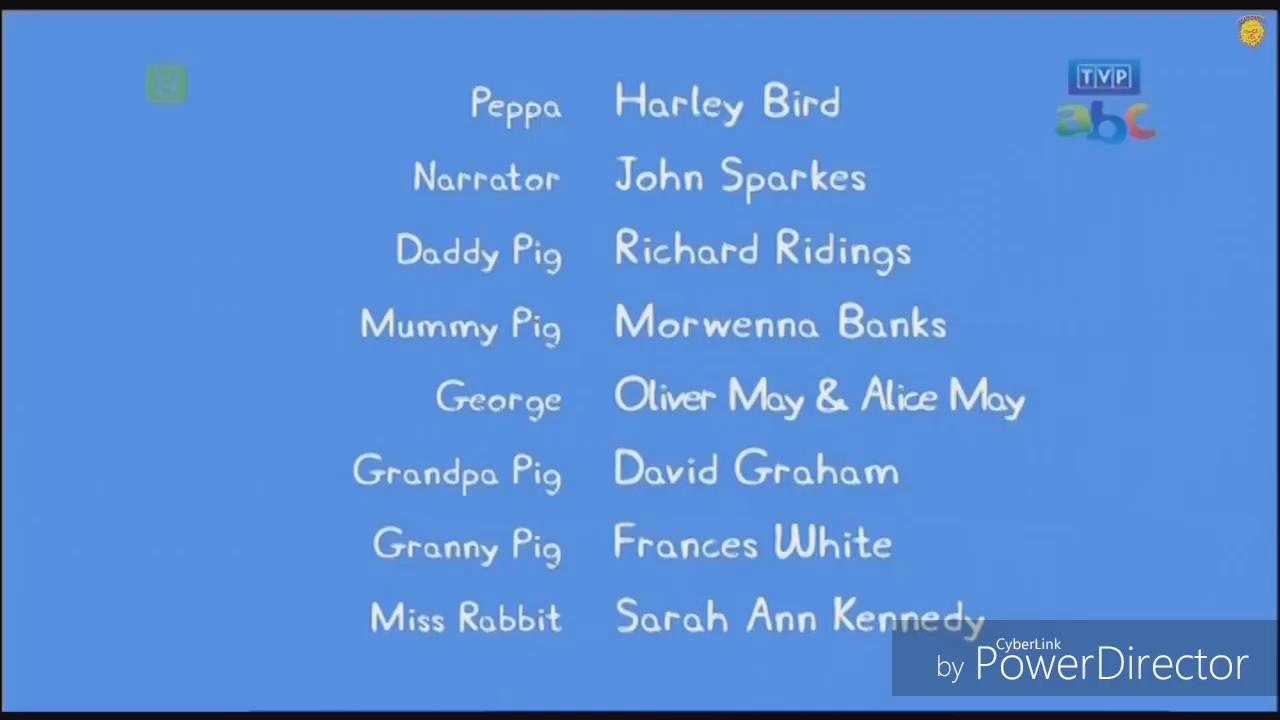 TVP
abc
Peppa Harley Bird
Narrator John Sparkes
Daddy Pig Richard Ridings
Mummy Pig Morwenna Banks
George Oliver May & Alice May
Grandpa Pig David Graham
Granny Pig Frances White
Miss Rabbit Sarah Ann Kennedy
CyberLink
by PowerDirector